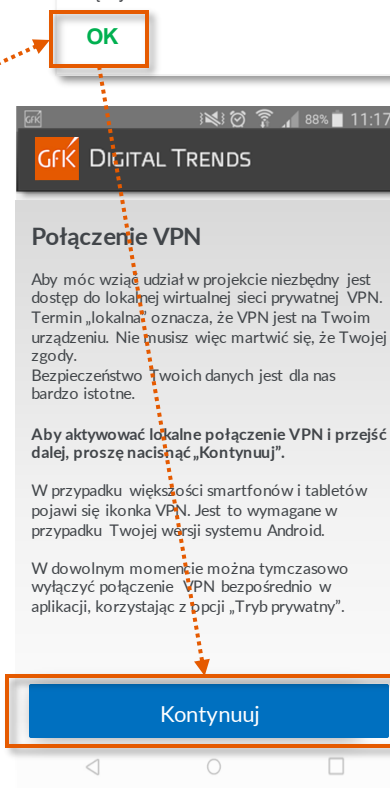 OK
GfK
88% 11:17
GfK DIGITAL TRENDS
Połączenie VPN
Aby móc wziąć udział w projekcie niezbędny jest
dostęp do lokalnej wirtualnej sieci prywatnej VPN.
Termin „lokalna” oznacza, że VPN jest na Twoim
urządzeniu. Nie musisz więc martwić się, że Twojej
zgody.
Bezpieczeństwo Twoich danych jest dla nas
bardzo istotne.
Aby aktywować lokalne połączenie VPN i przejść
dalej, proszę nacisnąć „Kontynuuj”.
W przypadku większości smartfonów i tabletów
pojawi się ikonka VPN. Jest to wymagane w
przypadku Twojej wersji systemu Android.
W dowolnym momencie można tymczasowo
wyłączyć połączenie VPN bezpośrednio w
aplikacji, korzystając z opcji „Tryb prywatny”.
Kontynuuj